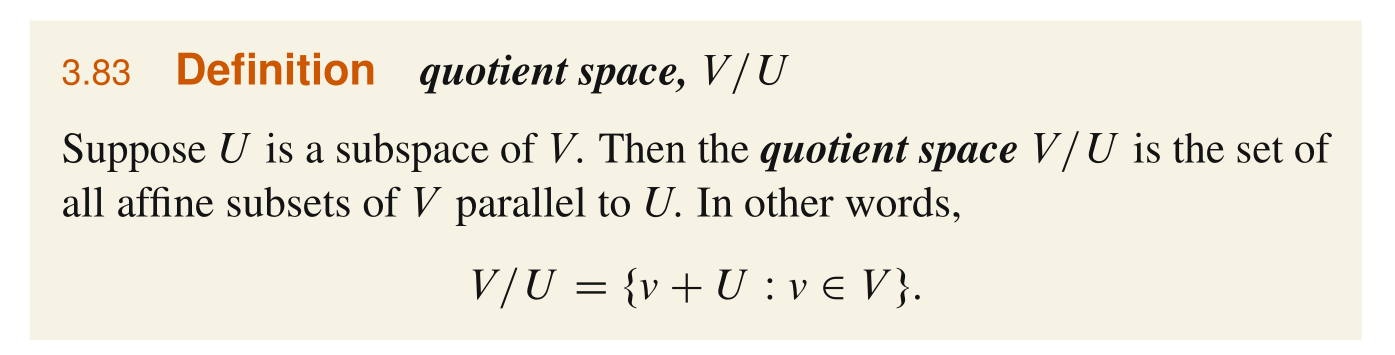 3.83 Definition quotient space, V/U
Suppose U is a subspace of V. Then the quotient space V/U is the set of
all affine subsets of V parallel to U. In other words,
V/U = {v + U : v ∈ V}.